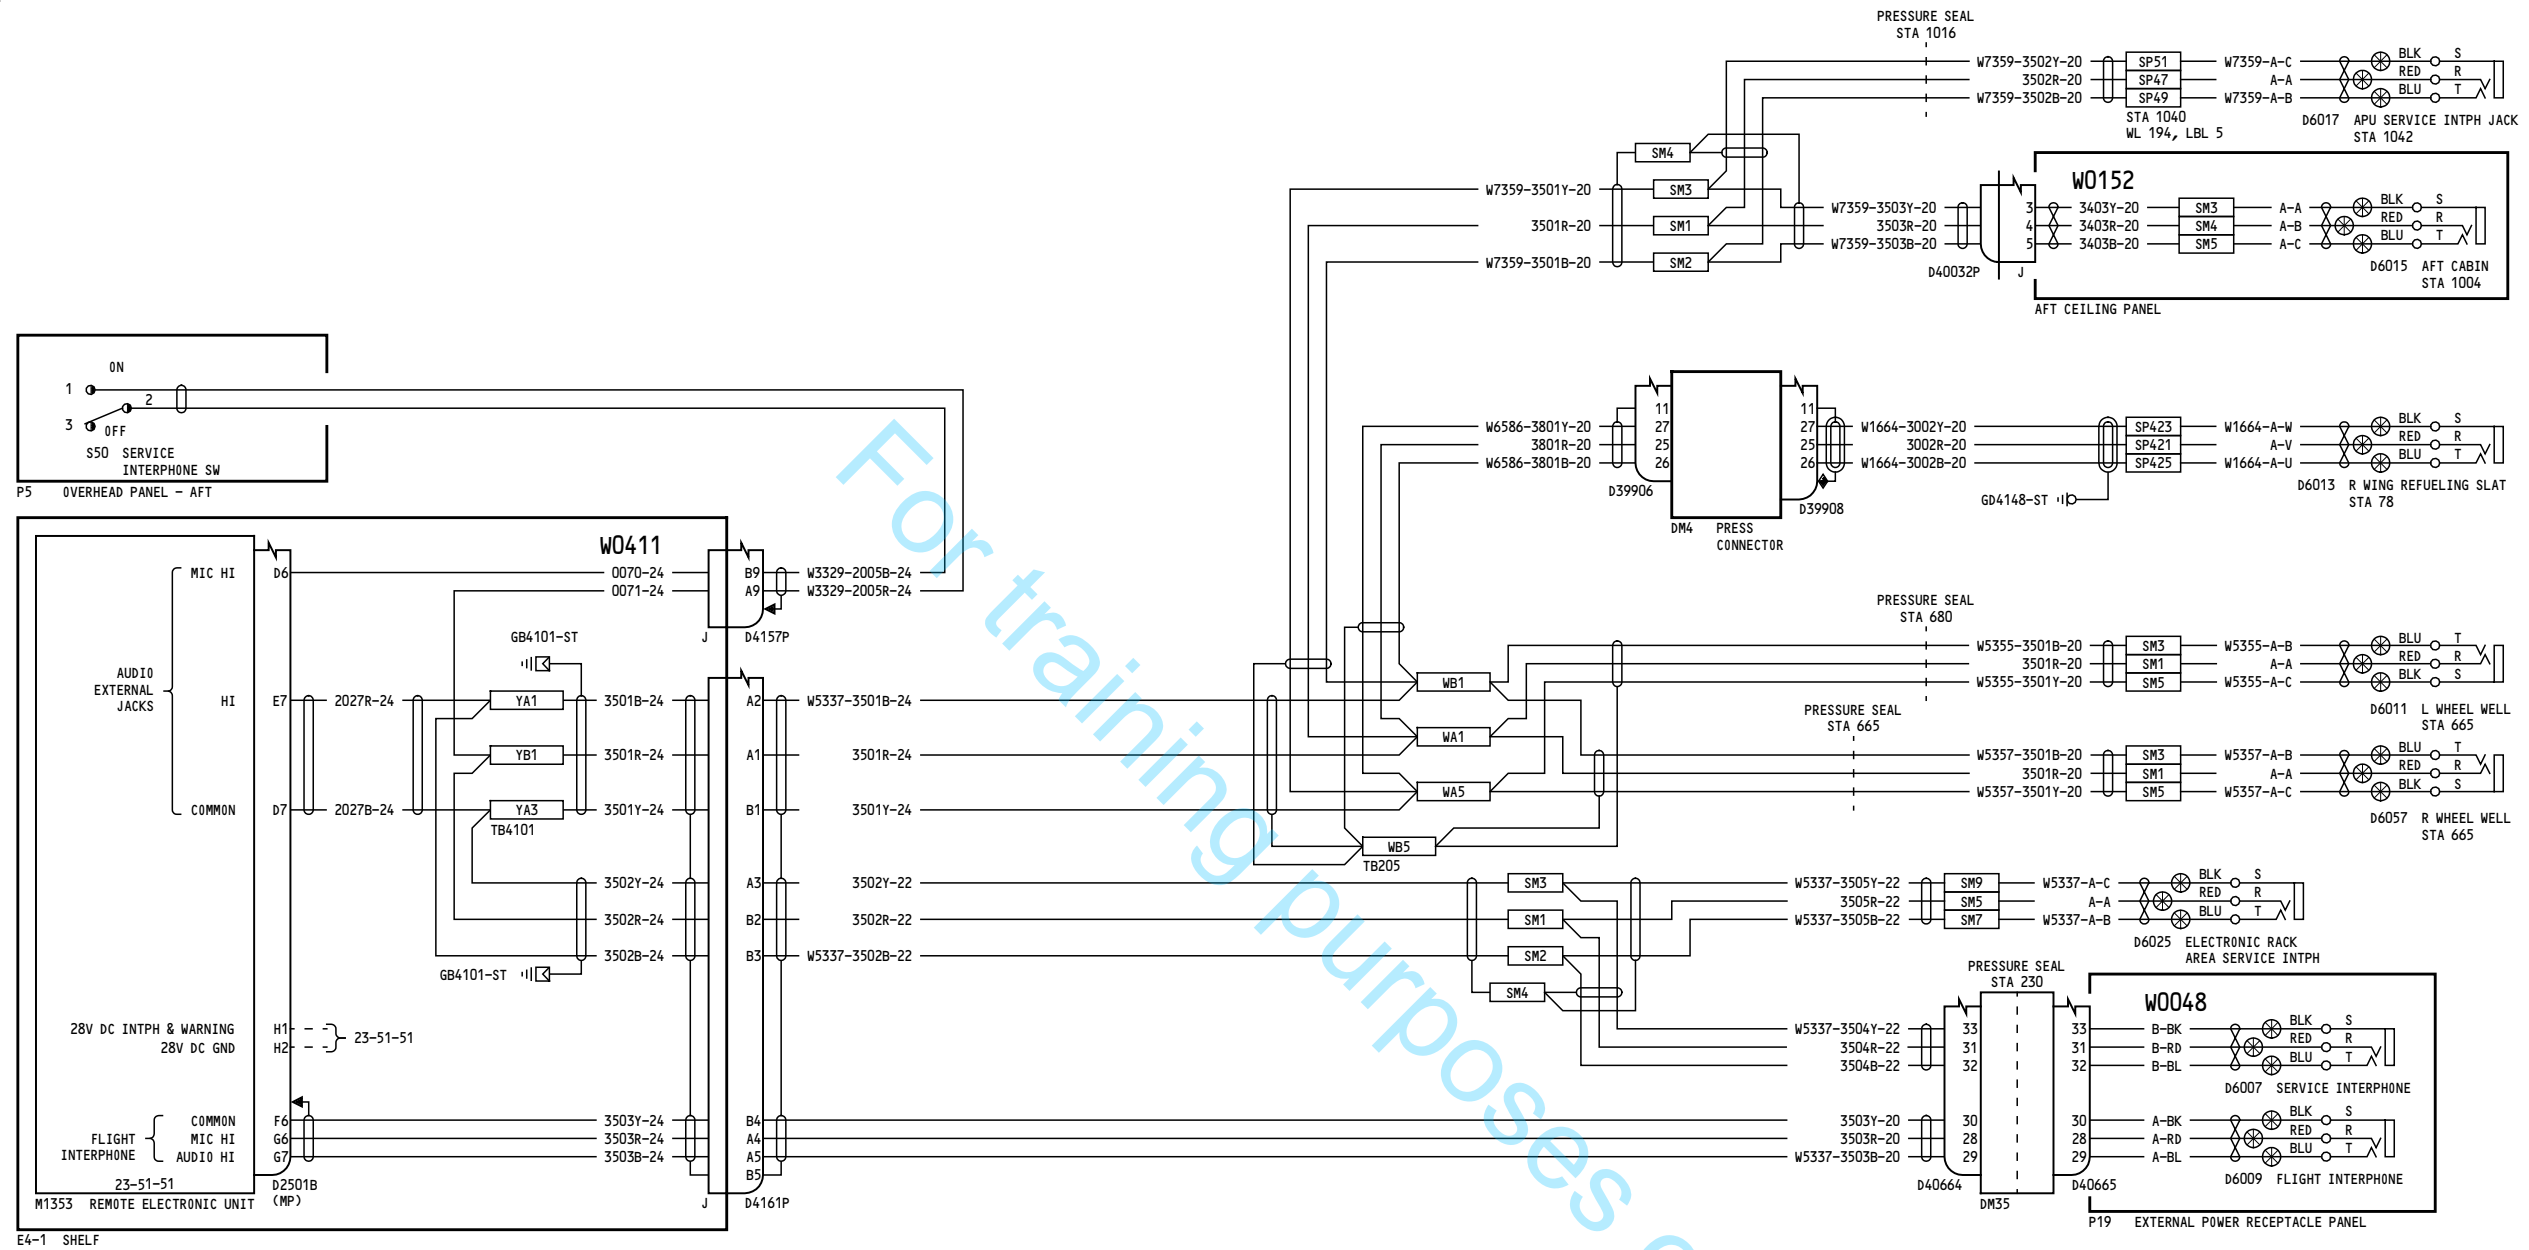 PRESSURE SEAL
STA 1016
W7359-3502Y-20 SP51 W7359-A-C BLK S
3502R-20 SP47 A-A RED R
W7359-3502B-20 SP49 W7359-A-B BLU T
STA 1040
WL 194, LBL 5
D6017 APU SERVICE INTPH JACK
STA 1042
SM4
W7359-3501Y-20 SM3
3501R-20 SM1
W7359-3501B-20 SM2
W7359-3503Y-20
3503R-20
W7359-3503B-20
D40032P J
W0152
3 3403Y-20 SM3 A-A BLK S
4 3403R-20 SM4 A-B RED R
5 3403B-20 SM5 A-C BLU T
D6015 AFT CABIN
STA 1004
AFT CEILING PANEL
ON
1
2
3
OFF
S50 SERVICE
INTERPHONE SW
P5 OVERHEAD PANEL - AFT
W6586-3801Y-20
3801R-20
W6586-3801B-20
11
27
25
26
D39906
DM4 PRESS
CONNECTOR
11
27
25
26
D39908
W1664-3002Y-20 SP423 W1664-A-W BLK S
3002R-20 SP421 A-V RED R
W1664-3002B-20 SP425 W1664-A-U BLU T
GD4148-ST
D6013 R WING REFUELING SLAT
STA 78
W0411
AUDIO
EXTERNAL
JACKS
MIC HI D6 0070-24 B9 W3329-2005B-24
0071-24 A9 W3329-2005R-24
J D4157P
GB4101-ST
HI E7 2027R-24 YA1 3501B-24 A2 W5337-3501B-24
YB1 3501R-24 A1 3501R-24
COMMON D7 2027B-24 YA3 3501Y-24 B1 3501Y-24
TB4101
3502Y-24 A3 3502Y-22
3502R-24 B2 3502R-22
3502B-24 B3 W5337-3502B-22
GB4101-ST
28V DC INTPH & WARNING H1
28V DC GND H2
23-51-51
FLIGHT
INTERPHONE
COMMON F6 3503Y-24 B4
MIC HI G6 3503R-24 A4
AUDIO HI G7 3503B-24 A5
B5
23-51-51
D2501B
(MP)
M1353 REMOTE ELECTRONIC UNIT
J D4161P
E4-1 SHELF
WB1
WA1
WA5
WB5
TB205
PRESSURE SEAL
STA 680
W5355-3501B-20 SM3 W5355-A-B BLU T
3501R-20 SM1 A-A RED R
W5355-3501Y-20 SM5 W5355-A-C BLK S
D6011 L WHEEL WELL
STA 665
PRESSURE SEAL
STA 665
W5357-3501B-20 SM3 W5357-A-B BLU T
3501R-20 SM1 A-A RED R
W5357-3501Y-20 SM5 W5357-A-C BLK S
D6057 R WHEEL WELL
STA 665
SM3
SM1
SM2
SM4
W5337-3505Y-22 SM9 W5337-A-C BLK S
3505R-22 SM5 A-A RED R
W5337-3505B-22 SM7 W5337-A-B BLU T
D6025 ELECTRONIC RACK
AREA SERVICE INTPH
PRESSURE SEAL
STA 230
W0048
W5337-3504Y-22 33 33 B-BK BLK S
3504R-22 31 31 B-RD RED R
3504B-22 32 32 B-BL BLU T
D6007 SERVICE INTERPHONE
3503Y-20 30 30 A-BK BLK S
3503R-20 28 28 A-RD RED R
W5337-3503B-20 29 29 A-BL BLU T
D6009 FLIGHT INTERPHONE
D40664
DM35
D40665
P19 EXTERNAL POWER RECEPTACLE PANEL
For training purposes